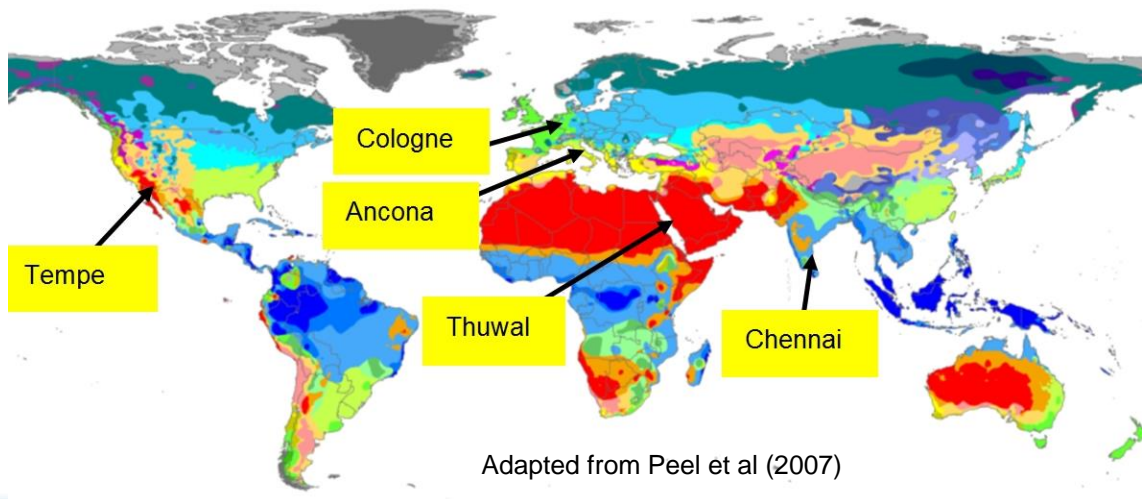 Cologne
Ancona
Tempe
Thuwal
Chennai
Adapted from Peel et al (2007)